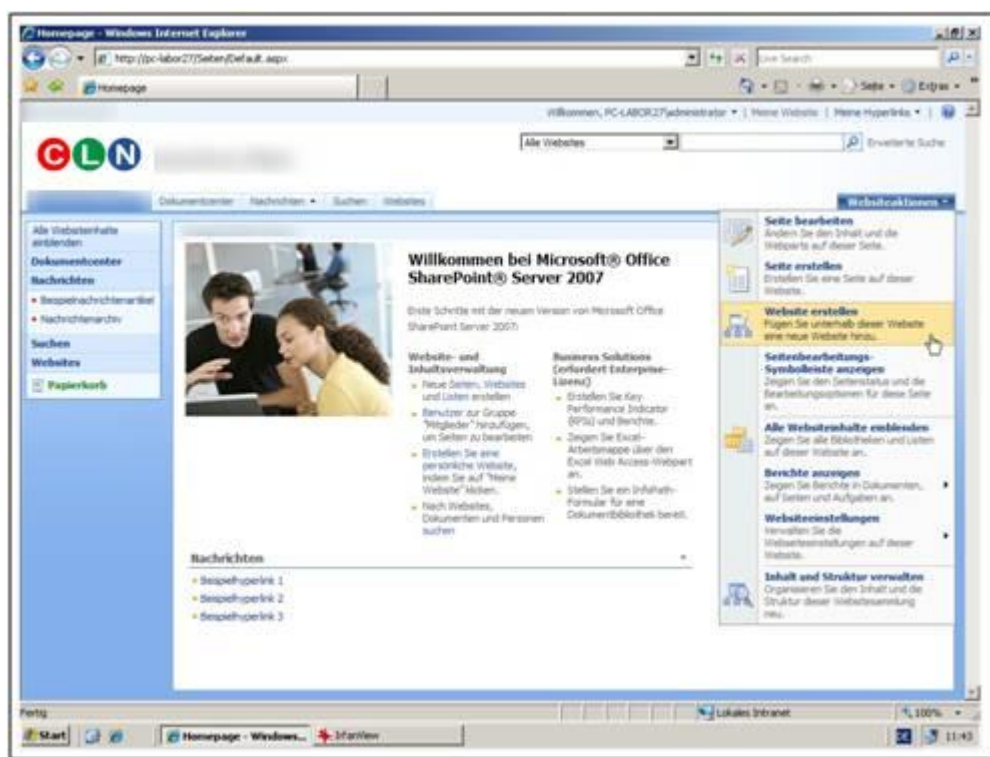 Homepage - Windows Internet Explorer
http://pc-labor27/Seiten/Default.aspx
Live Search
Homepage
Seite
Extras
Willkommen, PC-LABOR27\administrator | Meine Website | Meine Hyperlinks
CLN
Alle Websites
Erweiterte Suche
Dokumentcenter Nachrichten Suchen Websites
Websiteaktionen
Alle Websiteinhalte
einblenden
Dokumentcenter
Nachrichten
Beispielnachrichtenartikel
Nachrichtenarchiv
Suchen
Websites
Papierkorb
Willkommen bei Microsoft® Office
SharePoint® Server 2007
Erste Schritte mit der neuen Version von Microsoft Office
SharePoint Server 2007:
Website- und
Inhaltsverwaltung
Neue Seiten, Websites
und Listen erstellen
Benutzer zur Gruppe
"Mitglieder" hinzufügen,
um Seiten zu bearbeiten
Erstellen Sie eine
persönliche Website,
indem Sie auf "Meine
Website" klicken.
Nach Websites,
Dokumenten und Personen
suchen
Business Solutions
(erfordert Enterprise-
Lizenz)
Erstellen Sie Key
Performance Indicator
(KPIs) und Berichte.
Zeigen Sie Excel-
Arbeitsmappe über den
Excel Web Access-Webpart
an.
Stellen Sie ein InfoPath-
Formular für eine
Dokumentbibliothek bereit.
Nachrichten
Beispielhyperlink 1
Beispielhyperlink 2
Beispielhyperlink 3
Seite bearbeiten
Ändern Sie den Inhalt und die
Webparts auf dieser Seite.
Seite erstellen
Erstellen Sie eine Seite auf dieser
Website.
Website erstellen
Fügen Sie unterhalb dieser Website
eine neue Website hinzu.
Seitenbearbeitungs-
Symbolleiste anzeigen
Zeigen Sie den Seitenstatus und die
Bearbeitungsoptionen für diese Seite
an.
Alle Websiteinhalte einblenden
Zeigen Sie alle Bibliotheken und Listen
auf dieser Website an.
Berichte anzeigen
Zeigen Sie Berichte in Dokumenten,
auf Seiten und Aufgaben an.
Websiteeinstellungen
Verwalten Sie die
Webseiteneinstellungen auf dieser
Website.
Inhalt und Struktur verwalten
Organisieren Sie den Inhalt und die
Struktur dieser Websitesammlung
neu.
Fertig
Lokales Intranet
100%
Start
Homepage - Windows...
IrfanView
DE
11:43